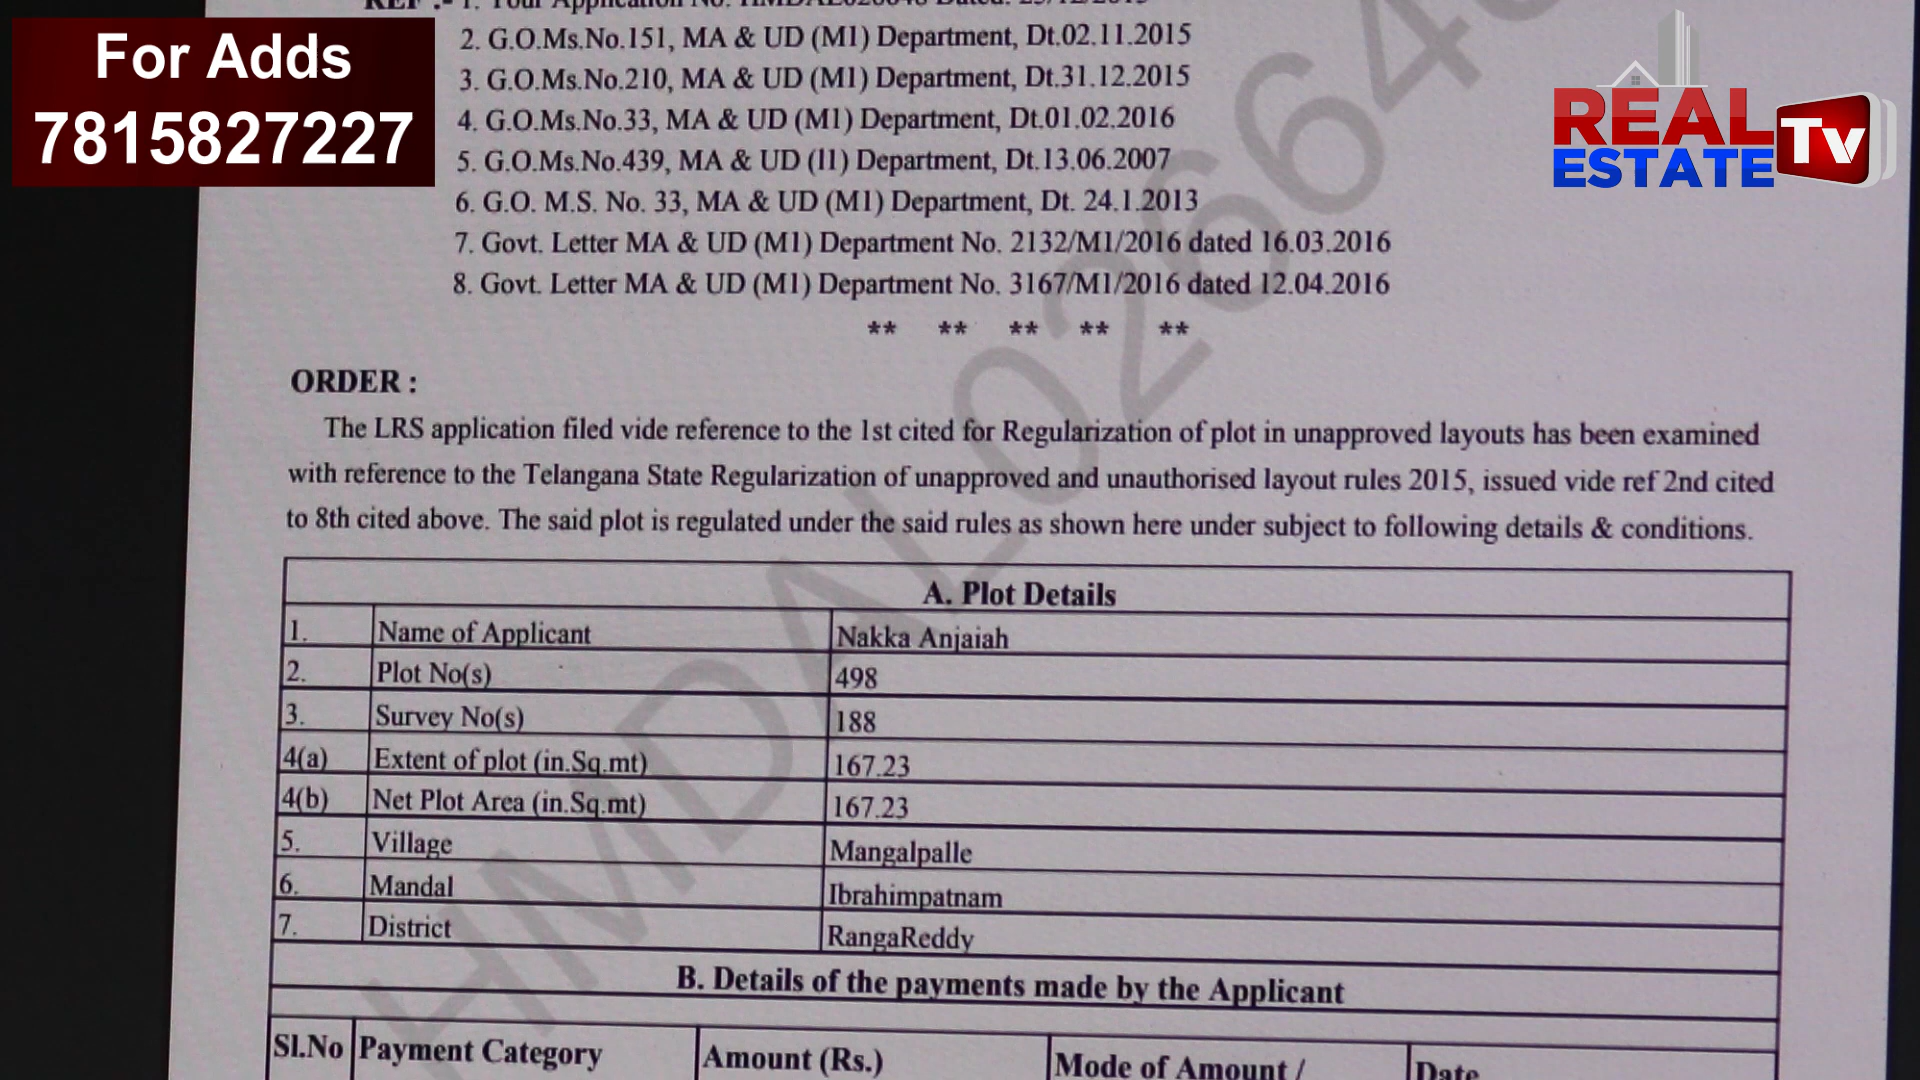 For Adds
7815827227
REAL
ESTATE
Tv
REF :- 1. Your Application No. HMDAL026648 Dated: 
2. G.O.Ms.No.151, MA & UD (M1) Department, Dt.02.11.2015
3. G.O.Ms.No.210, MA & UD (M1) Department, Dt.31.12.2015
4. G.O.Ms.No.33, MA & UD (M1) Department, Dt.01.02.2016
5. G.O.Ms.No.439, MA & UD (I1) Department, Dt.13.06.2007
6. G.O. M.S. No. 33, MA & UD (M1) Department, Dt. 24.1.2013
7. Govt. Letter MA & UD (M1) Department No. 2132/M1/2016 dated 16.03.2016
8. Govt. Letter MA & UD (M1) Department No. 3167/M1/2016 dated 12.04.2016
** ** ** ** **
ORDER :
The LRS application filed vide reference to the 1st cited for Regularization of plot in unapproved layouts has been examined
with reference to the Telangana State Regularization of unapproved and unauthorised layout rules 2015, issued vide ref 2nd cited
to 8th cited above. The said plot is regulated under the said rules as shown here under subject to following details & conditions.
A. Plot Details
1. Name of Applicant Nakka Anjaiah
2. Plot No(s) 498
3. Survey No(s) 188
4(a) Extent of plot (in.Sq.mt) 167.23
4(b) Net Plot Area (in.Sq.mt) 167.23
5. Village Mangalpalle
6. Mandal Ibrahimpatnam
7. District RangaReddy
B. Details of the payments made by the Applicant
Sl.No Payment Category Amount (Rs.) Mode of Amount / Date